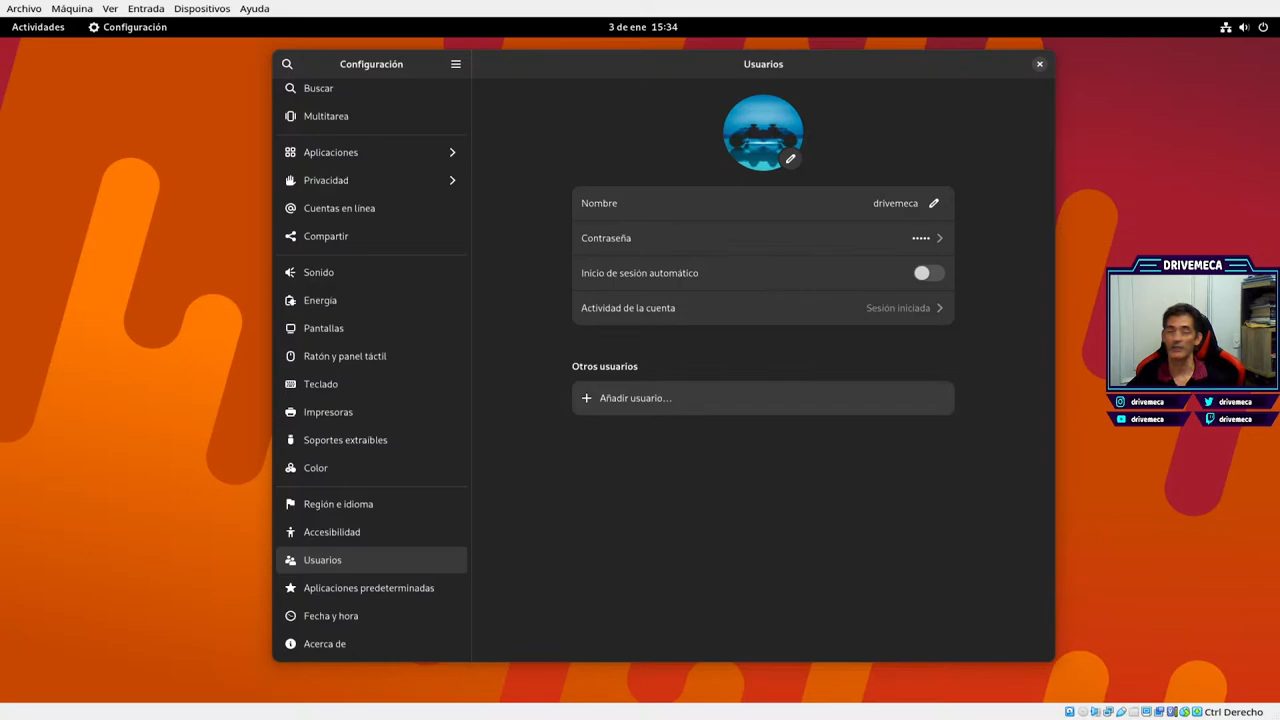 Archivo Máquina Ver Entrada Dispositivos Ayuda
Actividades Configuración 3 de ene 15:34
Configuración
Usuarios
Buscar
Multitarea
Aplicaciones
Privacidad
Cuentas en línea
Compartir
Sonido
Energía
Pantallas
Ratón y panel táctil
Teclado
Impresoras
Soportes extraíbles
Color
Región e idioma
Accesibilidad
Usuarios
Aplicaciones predeterminadas
Fecha y hora
Acerca de
Nombre drivemeca
Contraseña •••••
Inicio de sesión automático
Actividad de la cuenta Sesión iniciada
Otros usuarios
Añadir usuario...
DRIVEMECA
drivemeca drivemeca
drivemeca drivemeca
Ctrl Derecho